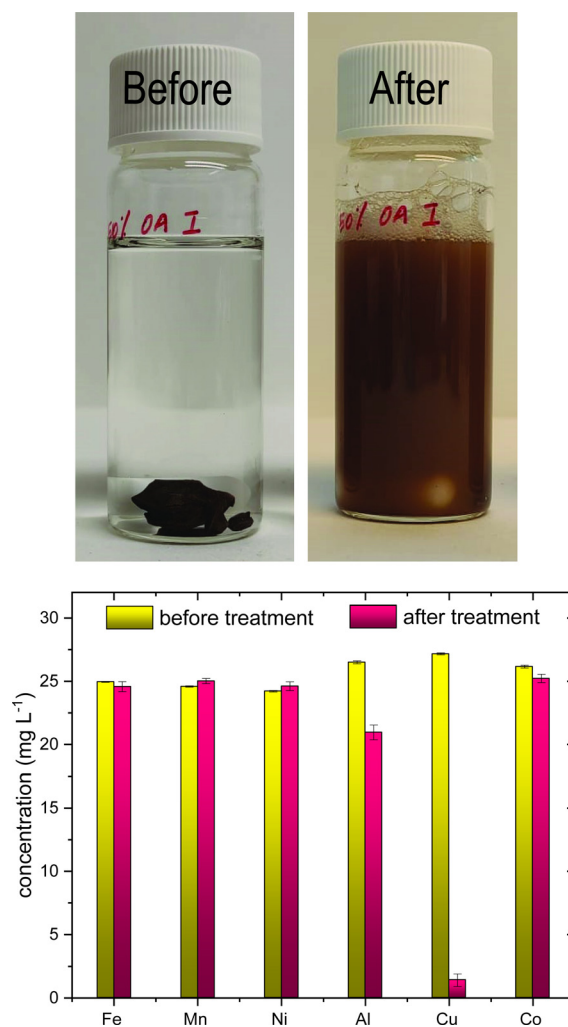 Before
After
50% OA I
50% OA I
30
before treatment
after treatment
25
20
15
10
5
0
concentration (mg L⁻¹)
Fe Mn Ni Al Cu Co